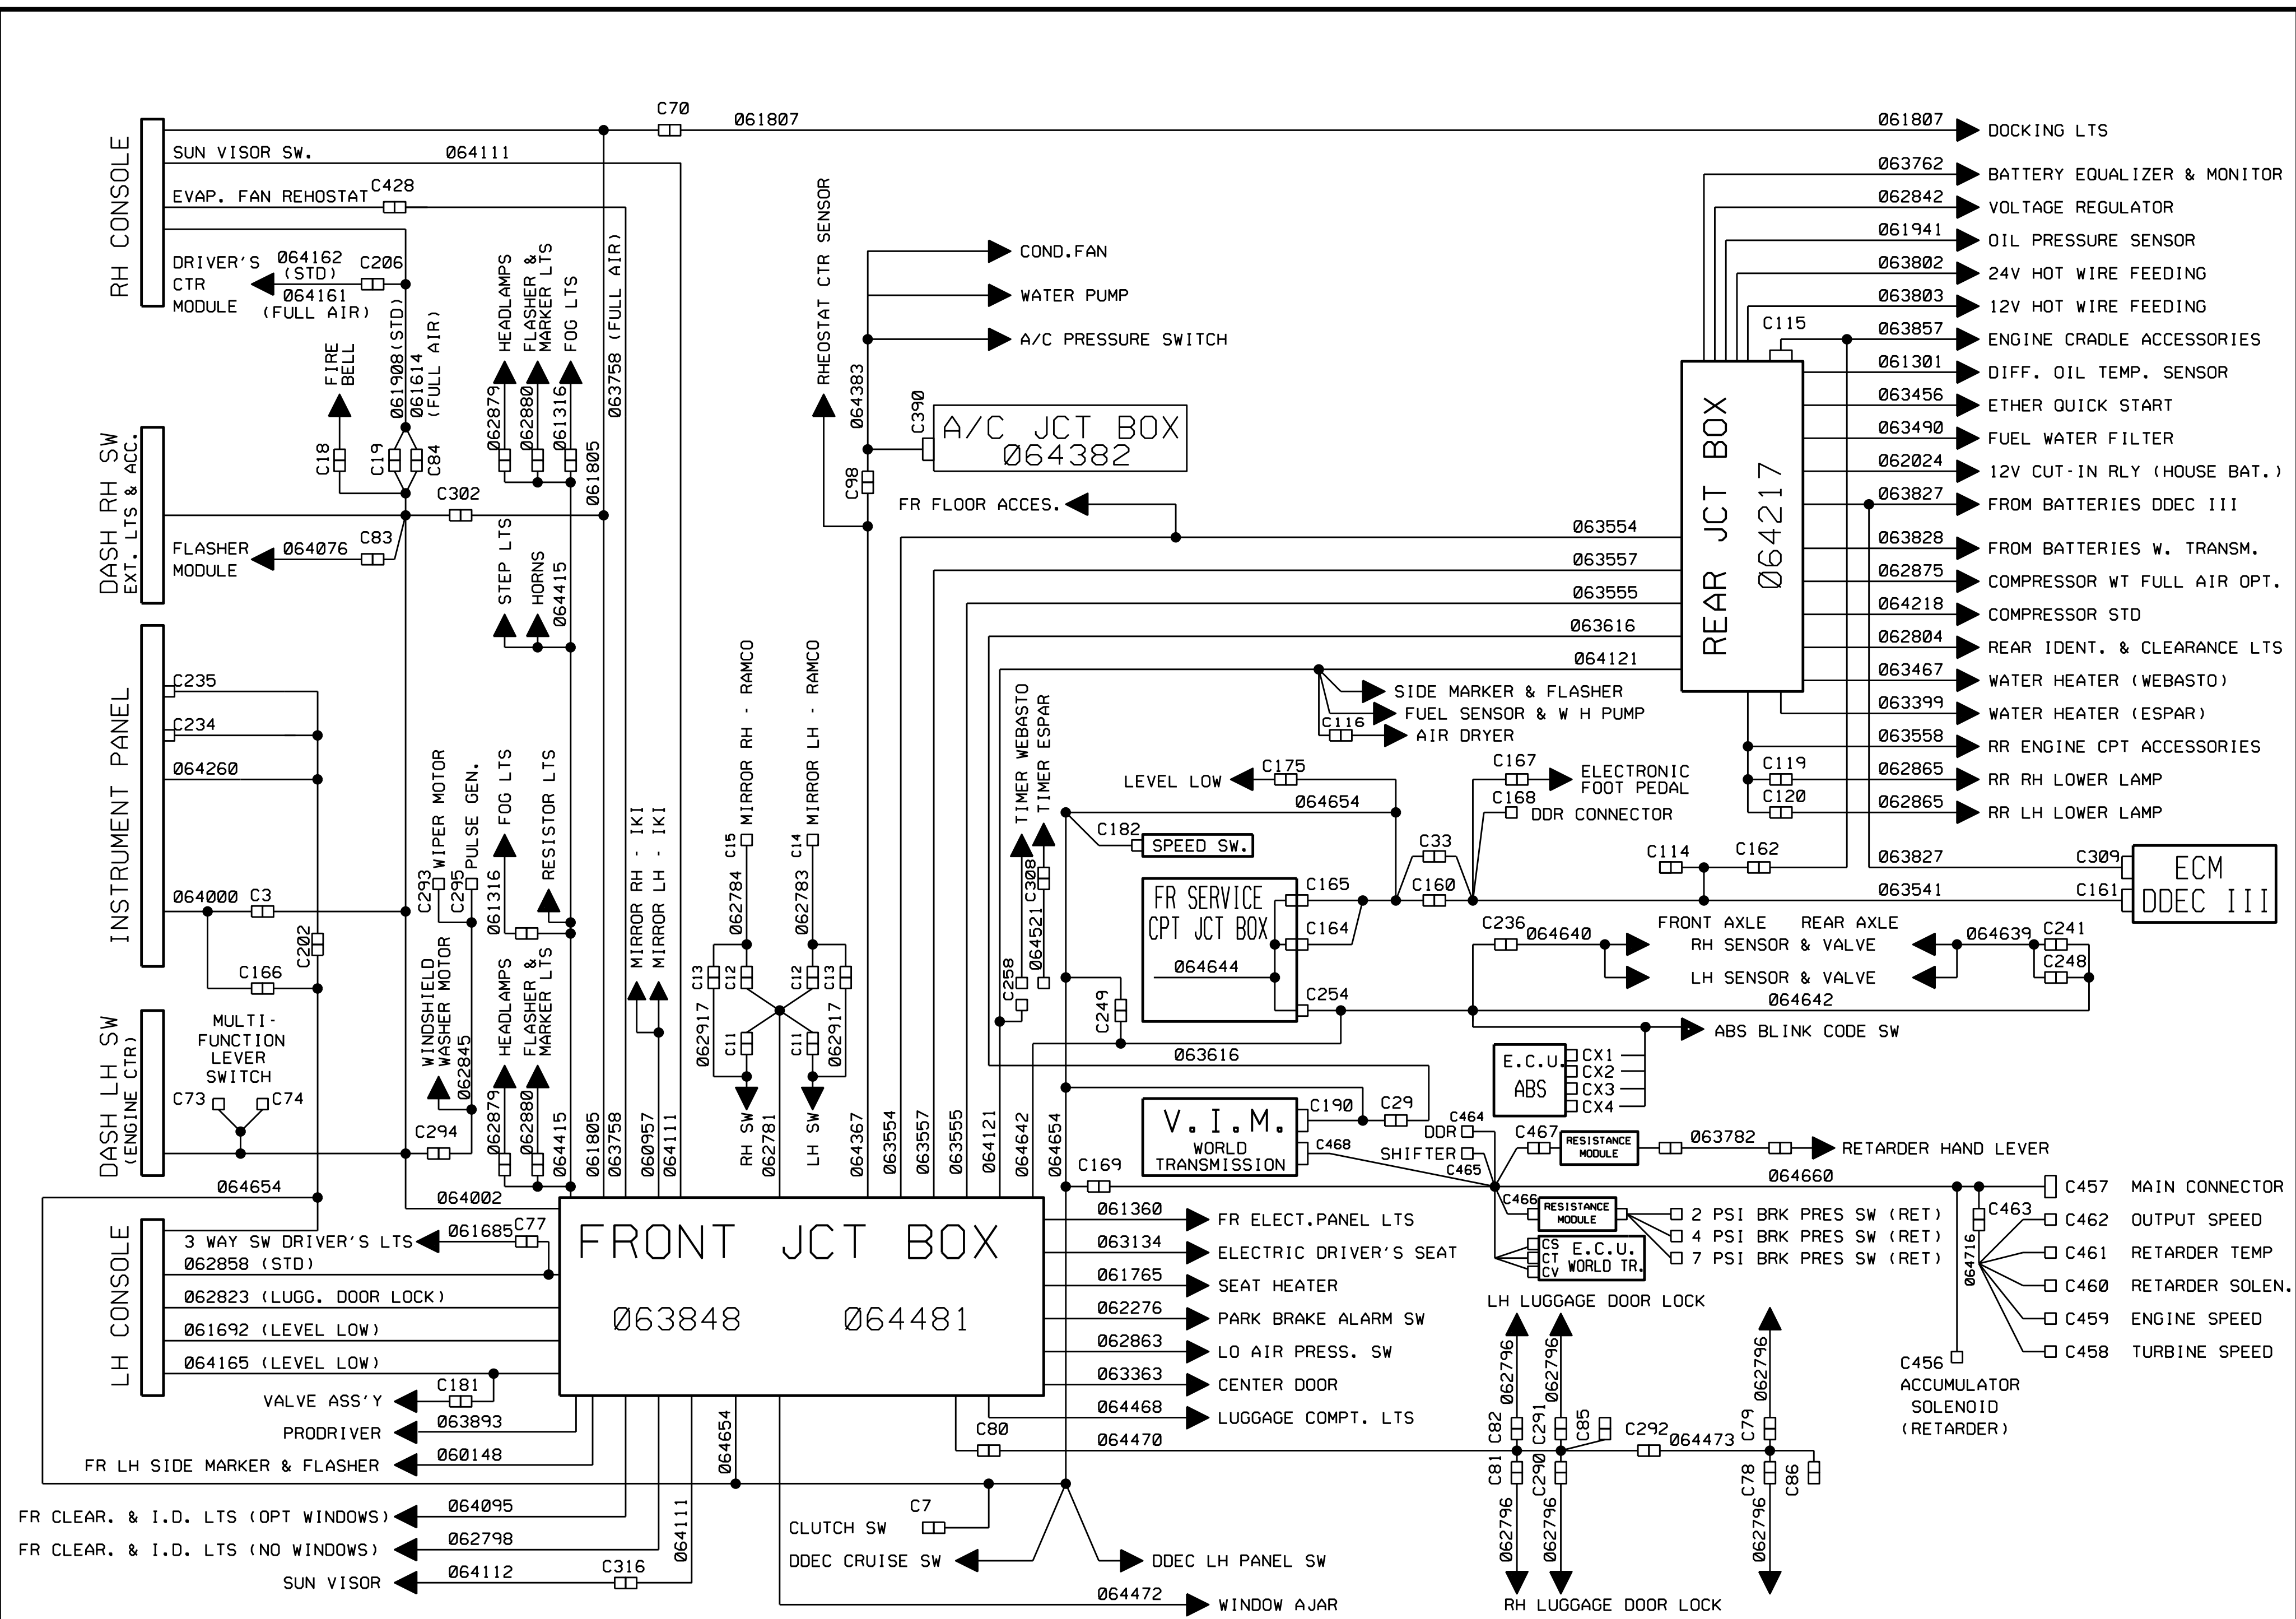 RH CONSOLE
SUN VISOR SW.
064111
EVAP. FAN REHOSTAT
C428
DRIVER'S
CTR
MODULE
064162
(STD)
C206
064161
(FULL AIR)
C70
061807
061807
DOCKING LTS
DASH RH SW
EXT. LTS & ACC.
FLASHER
MODULE
064076
C83
C302
FIRE
BELL
C18
C19
C84
061908(STD)
061614
(FULL AIR)
HEADLAMPS
FLASHER &
MARKER LTS
FOG LTS
062879
062880
061316
061805
063758 (FULL AIR)
STEP LTS
HORNS
064415
INSTRUMENT PANEL
C235
C234
064260
064000
C3
C202
C166
DASH LH SW
(ENGINE CTR)
MULTI-
FUNCTION
LEVER
SWITCH
C73
C74
C294
WINDSHIELD
WASHER MOTOR
062845
C293
WIPER MOTOR
C295
PULSE GEN.
FOG LTS
061316
RESISTOR LTS
HEADLAMPS
FLASHER &
MARKER LTS
062879
062880
064415
061805
063758
060957
064111
MIRROR RH - IKI
MIRROR LH - IKI
MIRROR RH - RAMCO
MIRROR LH - RAMCO
C15
C14
062784
062783
C13
C12
C12
C13
062917
C11
C11
062917
RH SW
062781
LH SW
RHEOSTAT CTR SENSOR
064383
C98
COND.FAN
WATER PUMP
A/C PRESSURE SWITCH
C390
A/C JCT BOX
064382
FR FLOOR ACCES.
063554
063557
063555
063616
064121
SIDE MARKER & FLASHER
FUEL SENSOR & W H PUMP
C116
AIR DRYER
TIMER WEBASTO
TIMER ESPAR
C308
064521
C258
064367
063554
063557
063555
064121
064642
064654
REAR JCT BOX
064217
C115
063762
BATTERY EQUALIZER & MONITOR
062842
VOLTAGE REGULATOR
061941
OIL PRESSURE SENSOR
063802
24V HOT WIRE FEEDING
063803
12V HOT WIRE FEEDING
063857
ENGINE CRADLE ACCESSORIES
061301
DIFF. OIL TEMP. SENSOR
063456
ETHER QUICK START
063490
FUEL WATER FILTER
062024
12V CUT-IN RLY (HOUSE BAT.)
063827
FROM BATTERIES DDEC III
063828
FROM BATTERIES W. TRANSM.
062875
COMPRESSOR WT FULL AIR OPT.
064218
COMPRESSOR STD
062804
REAR IDENT. & CLEARANCE LTS
063467
WATER HEATER (WEBASTO)
063399
WATER HEATER (ESPAR)
063558
RR ENGINE CPT ACCESSORIES
C119
062865
RR RH LOWER LAMP
C120
062865
RR LH LOWER LAMP
LEVEL LOW
C175
064654
C182
SPEED SW.
C167
ELECTRONIC
FOOT PEDAL
C168
DDR CONNECTOR
C33
C160
C114
C162
063827
C309
063541
C161
ECM
DDEC III
FR SERVICE
CPT JCT BOX
064644
C165
C164
C254
C249
C236
064640
FRONT AXLE
REAR AXLE
RH SENSOR & VALVE
LH SENSOR & VALVE
064639
C241
C248
064642
ABS BLINK CODE SW
E.C.U.
ABS
CX1
CX2
CX3
CX4
063616
V.I.M.
WORLD
TRANSMISSION
C190
C29
C468
C464
DDR
SHIFTER
C465
C169
C467
RESISTANCE
MODULE
063782
RETARDER HAND LEVER
064660
C466
RESISTANCE
MODULE
2 PSI BRK PRES SW (RET)
4 PSI BRK PRES SW (RET)
7 PSI BRK PRES SW (RET)
CS
CT
CV
E.C.U.
WORLD TR.
C457 MAIN CONNECTOR
C463
C462 OUTPUT SPEED
064716
C461 RETARDER TEMP
C460 RETARDER SOLEN.
C459 ENGINE SPEED
C458 TURBINE SPEED
C456
ACCUMULATOR
SOLENOID
(RETARDER)
064654
064002
LH CONSOLE
3 WAY SW DRIVER'S LTS
061685
C77
062858 (STD)
062823 (LUGG. DOOR LOCK)
061692 (LEVEL LOW)
064165 (LEVEL LOW)
C181
VALVE ASS'Y
063893
PRODRIVER
060148
FR LH SIDE MARKER & FLASHER
064095
FR CLEAR. & I.D. LTS (OPT WINDOWS)
062798
FR CLEAR. & I.D. LTS (NO WINDOWS)
064112
C316
SUN VISOR
064111
064654
FRONT JCT BOX
063848
064481
061360
FR ELECT.PANEL LTS
063134
ELECTRIC DRIVER'S SEAT
061765
SEAT HEATER
062276
PARK BRAKE ALARM SW
062863
LO AIR PRESS. SW
063363
CENTER DOOR
064468
LUGGAGE COMPT. LTS
C80
064470
C7
CLUTCH SW
DDEC CRUISE SW
DDEC LH PANEL SW
064472
WINDOW AJAR
LH LUGGAGE DOOR LOCK
062796
062796
062796
C82
C291
C85
C292
064473
C79
C81
C290
C78
C86
062796
062796
062796
RH LUGGAGE DOOR LOCK